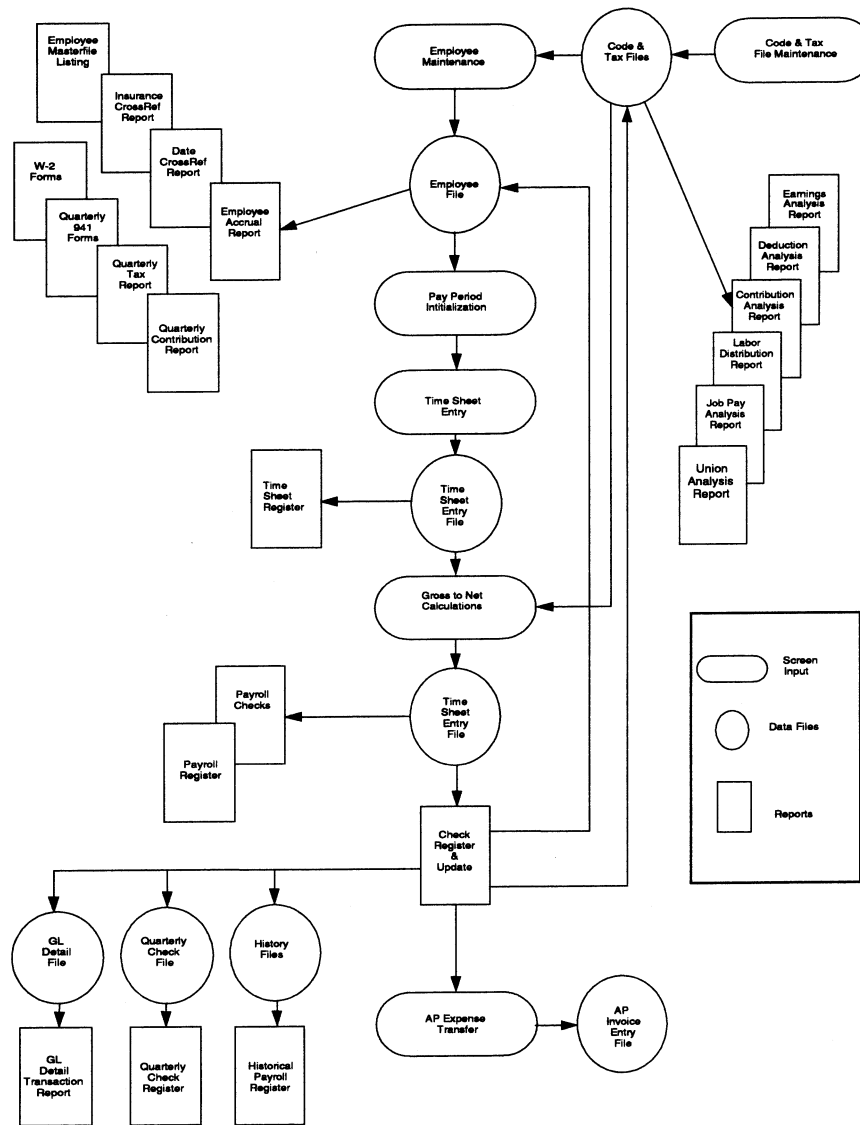 Employee
Masterfile
Listing
Insurance
CrossRef
Report
Date
CrossRef
Report
Employee
Accrual
Report
W-2
Forms
Quarterly
941
Forms
Quarterly
Tax
Report
Quarterly
Contribution
Report
Employee
Maintenance
Code &
Tax Files
Code & Tax
File Maintenance
Employee
File
Pay Period
Intitialization
Time Sheet
Entry
Time
Sheet
Register
Time
Sheet
Entry
File
Gross to Net
Calculations
Earnings
Analysis
Report
Deduction
Analysis
Report
Contribution
Analysis
Report
Labor
Distribution
Report
Job Pay
Analysis
Report
Union
Analysis
Report
Payroll
Checks
Payroll
Register
Time
Sheet
Entry
File
Screen
Input
Data Files
Reports
Check
Register
&
Update
GL
Detail
File
Quarterly
Check
File
History
Files
GL
Detail
Transaction
Report
Quarterly
Check
Register
Historical
Payroll
Register
AP Expense
Transfer
AP
Invoice
Entry
File